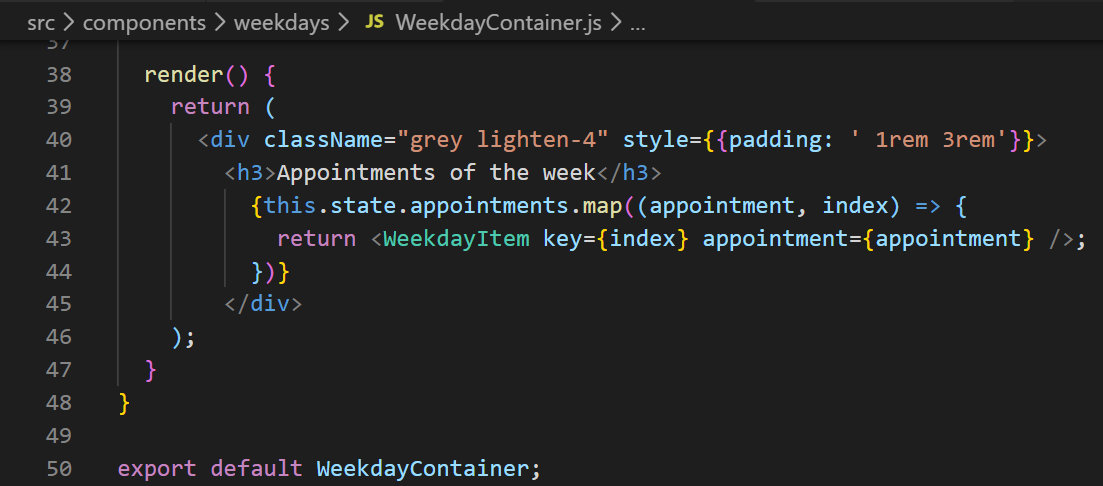 src > components > weekdays > JS WeekdayContainer.js > ...
37
38 render() {
39 return (
40 <div className="grey lighten-4" style={{padding: ' 1rem 3rem'}}>
41 <h3>Appointments of the week</h3>
42 {this.state.appointments.map((appointment, index) => {
43 return <WeekdayItem key={index} appointment={appointment} />;
44 })}
45 </div>
46 );
47 }
48 }
49
50 export default WeekdayContainer;